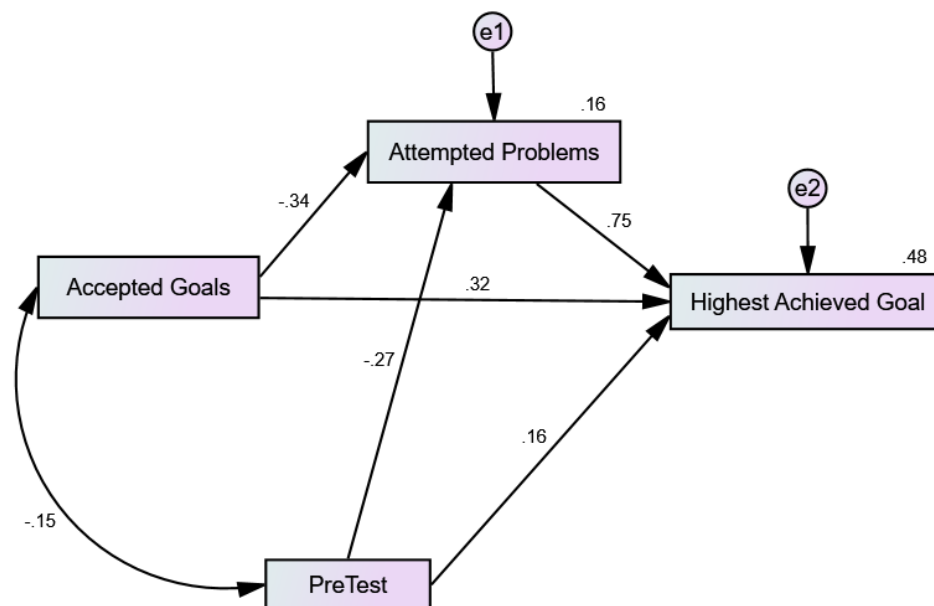 e1
.16
Attempted Problems
e2
-.34
.75
.48
Accepted Goals
.32
Highest Achieved Goal
-.27
.16
-.15
PreTest